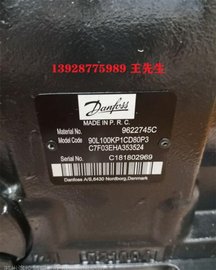 13928775989 王先生
Danfoss
MADE IN P. R. C.
Material No. 9622745C
Model Code 90L100KP1CD80P3
C7F03EHA353524
Serial No. C181802969
Danfoss A/S,6430 Nordborg,Denmark